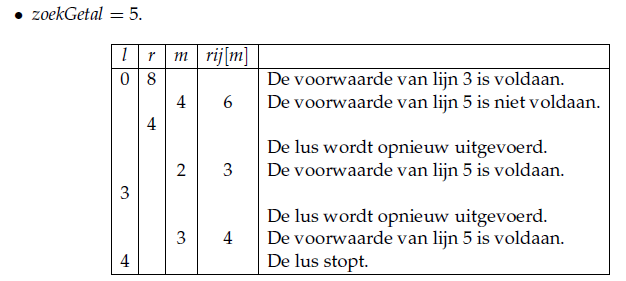 • zoekGetal = 5.
l r m rij[m]
0 8 De voorwaarde van lijn 3 is voldaan.
4 6 De voorwaarde van lijn 5 is niet voldaan.
4
De lus wordt opnieuw uitgevoerd.
2 3 De voorwaarde van lijn 5 is voldaan.
3
De lus wordt opnieuw uitgevoerd.
3 4 De voorwaarde van lijn 5 is voldaan.
4 De lus stopt.